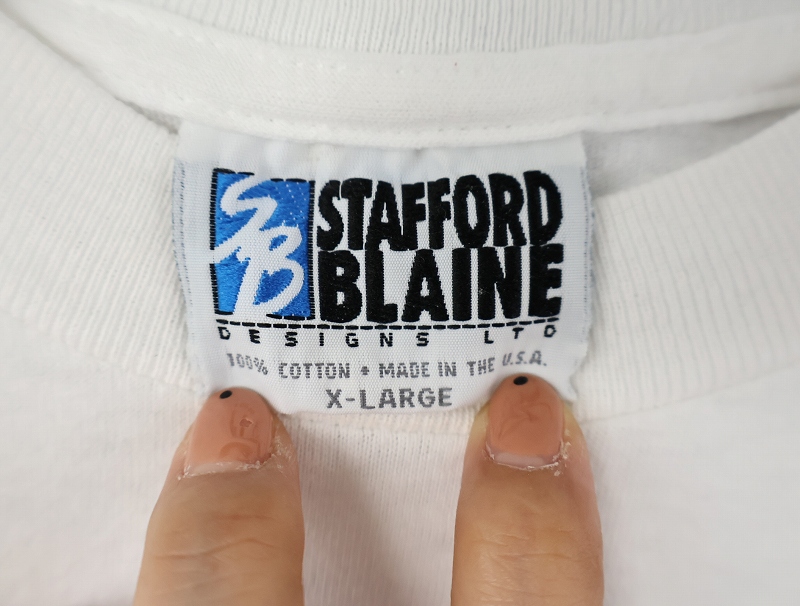 SB
STAFFORD
BLAINE
DESIGNS LTD
100% COTTON • MADE IN THE U.S.A.
X-LARGE